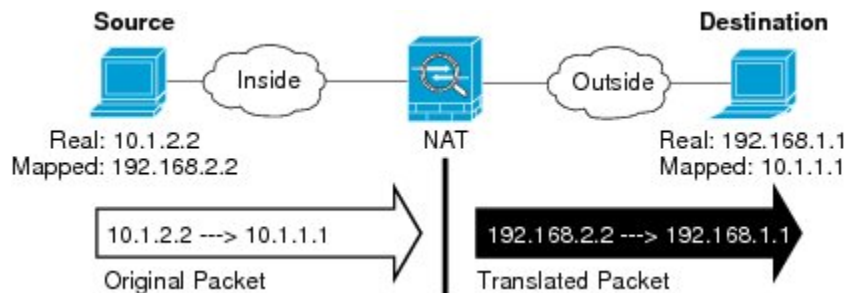 Source
Destination
Inside
Outside
Real: 10.1.2.2
Mapped: 192.168.2.2
NAT
Real: 192.168.1.1
Mapped: 10.1.1.1
10.1.2.2 ---> 10.1.1.1
192.168.2.2 ---> 192.168.1.1
Original Packet
Translated Packet